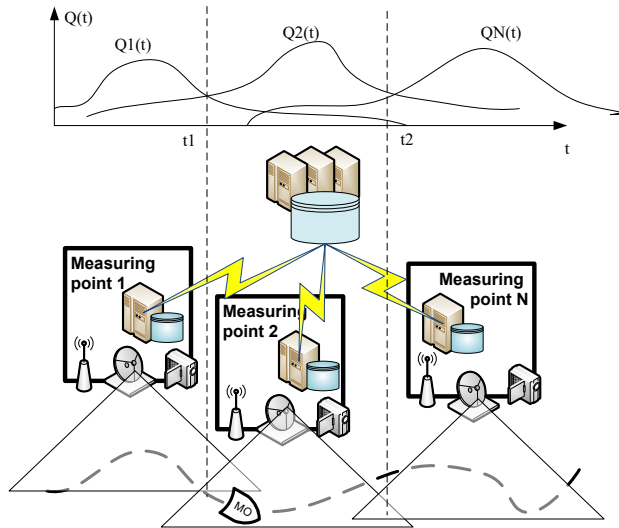 Q(t)
Q1(t)
Q2(t)
QN(t)
t1
t2
t
Measuring
point 1
Measuring
point 2
Measuring
point N
MO